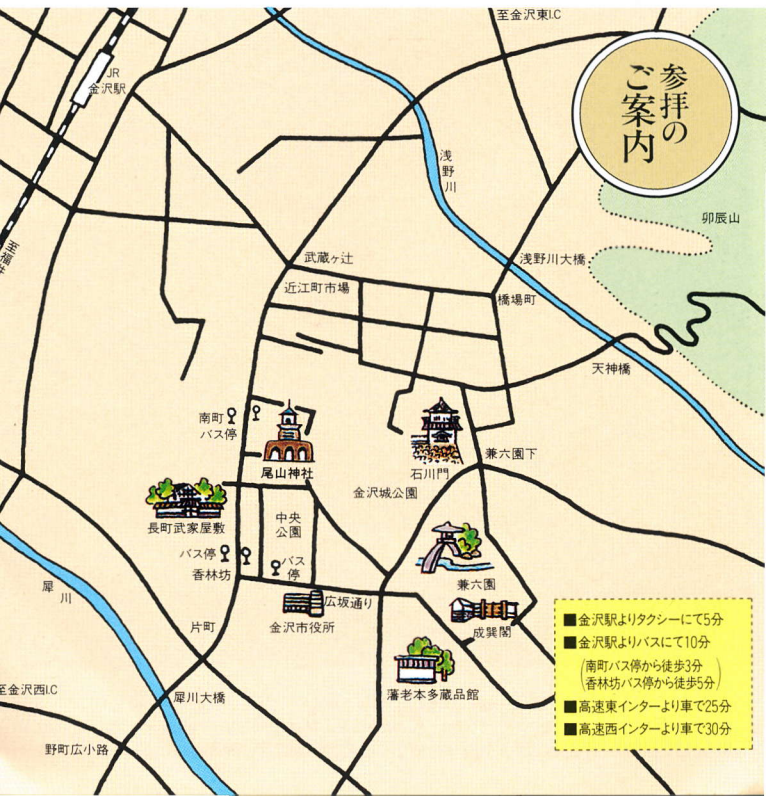 至金沢東I.C
参拝の
ご案内
JR
金沢駅
至福井
浅野川
卯辰山
武蔵ヶ辻
浅野川大橋
近江町市場
橋場町
天神橋
南町
バス停
尾山神社
石川門
兼六園下
金沢城公園
長町武家屋敷
中央
公園
バス停
香林坊
バス
停
兼六園
犀川
片町
金沢市役所
広坂通り
成巽閣
藩老本多蔵品館
至金沢西I.C
犀川大橋
野町広小路
■金沢駅よりタクシーにて5分
■金沢駅よりバスにて10分
(南町バス停から徒歩3分
香林坊バス停から徒歩5分)
■高速東インターより車で25分
■高速西インターより車で30分